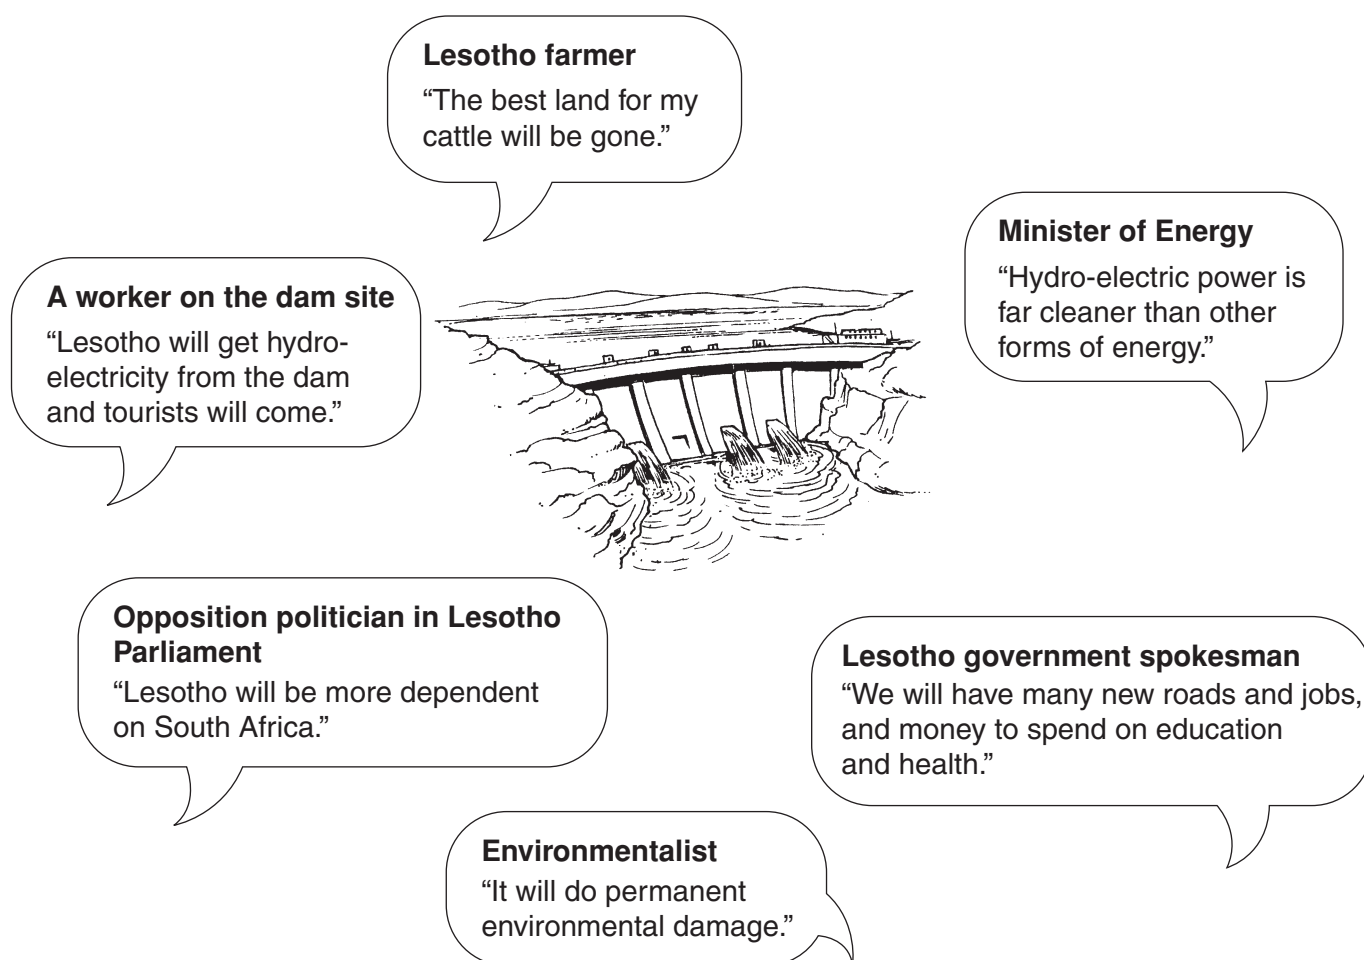 Lesotho farmer
“The best land for my
cattle will be gone.”
Minister of Energy
“Hydro-electric power is
far cleaner than other
forms of energy.”
A worker on the dam site
“Lesotho will get hydro-
electricity from the dam
and tourists will come.”
Opposition politician in Lesotho
Parliament
“Lesotho will be more dependent
on South Africa.”
Lesotho government spokesman
“We will have many new roads and jobs,
and money to spend on education
and health.”
Environmentalist
“It will do permanent
environmental damage.”